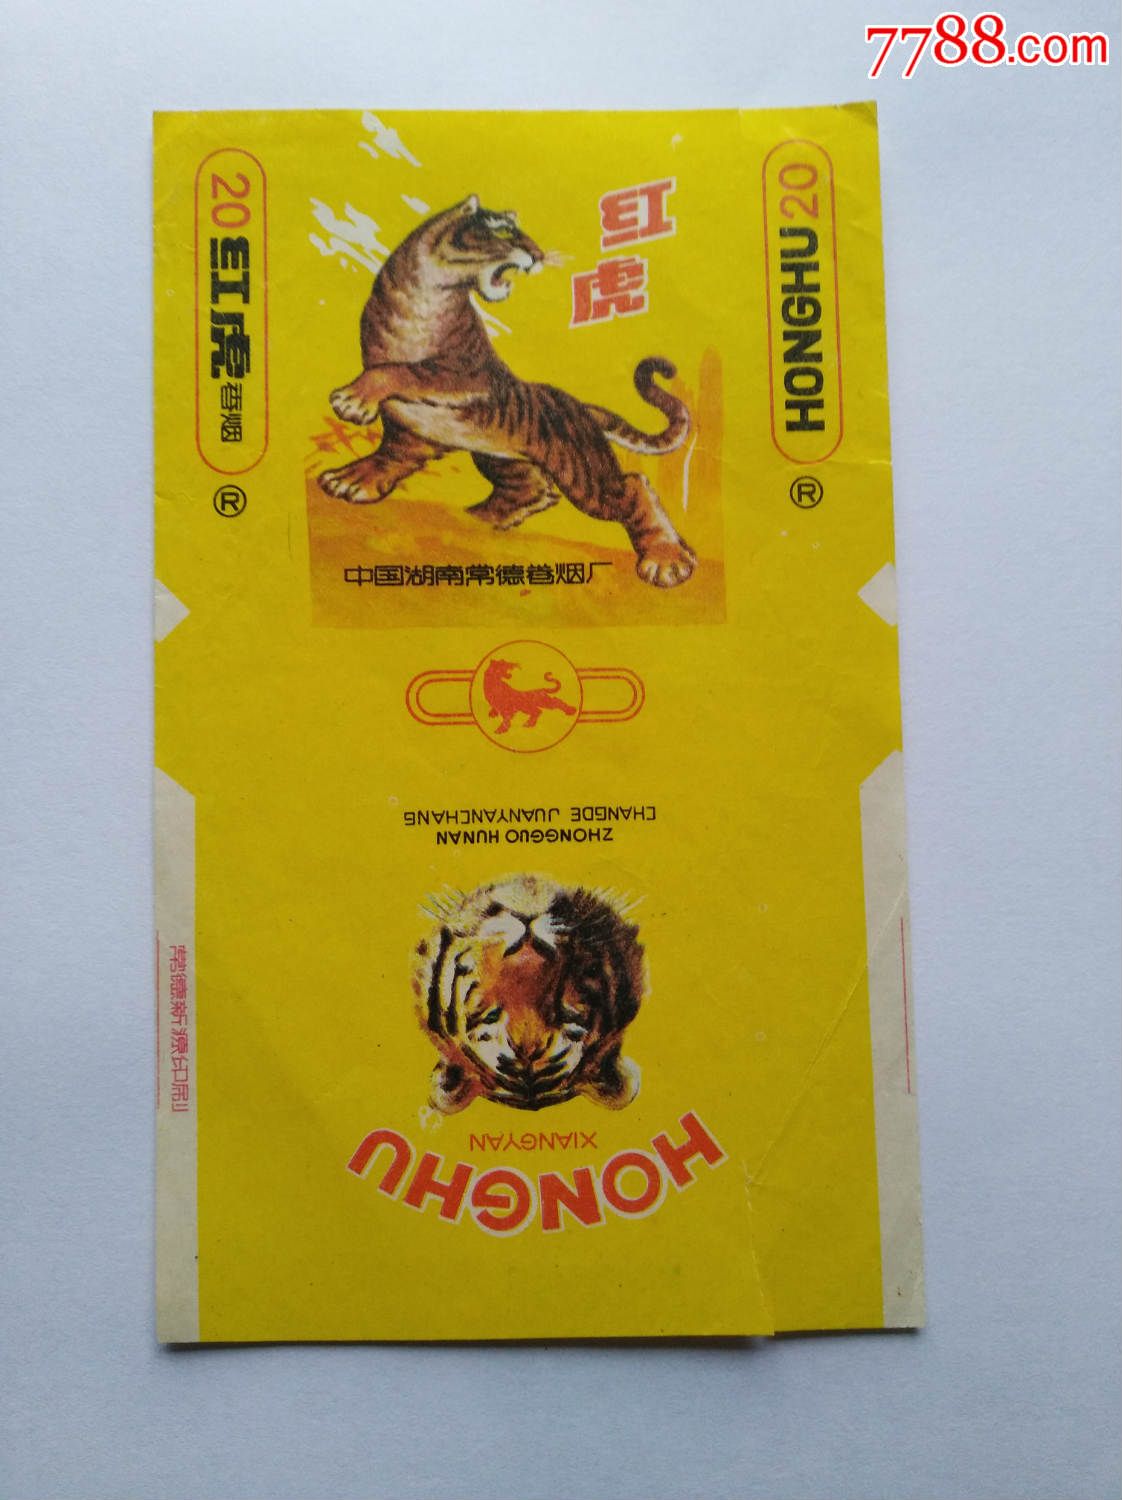 7788.com
20 红虎 香烟
®
红
虎
HONGHU 20
®
中国湖南常德卷烟厂
HONGHU
XIANGYAN
ZHONGGUO HUNAN
CHANGDE JUANYANCHANG
常德新源印刷